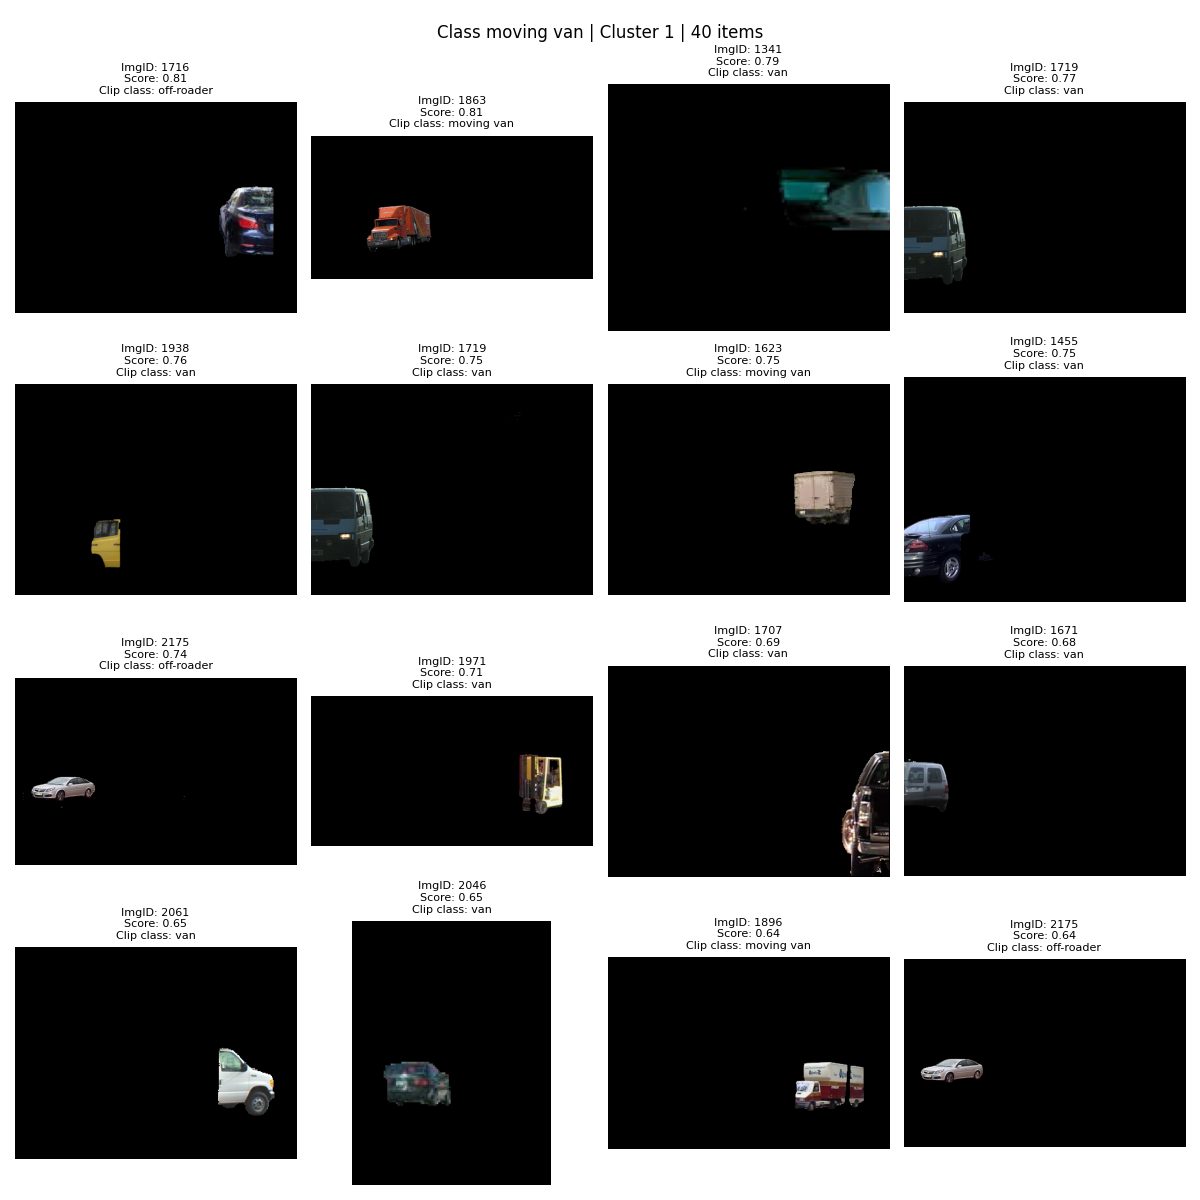 Class moving van | Cluster 1 | 40 items
ImgID: 1716
Score: 0.81
Clip class: off-roader
ImgID: 1863
Score: 0.81
Clip class: moving van
ImgID: 1341
Score: 0.79
Clip class: van
ImgID: 1719
Score: 0.77
Clip class: van
ImgID: 1938
Score: 0.76
Clip class: van
ImgID: 1719
Score: 0.75
Clip class: van
ImgID: 1623
Score: 0.75
Clip class: moving van
ImgID: 1455
Score: 0.75
Clip class: van
ImgID: 2175
Score: 0.74
Clip class: off-roader
ImgID: 1971
Score: 0.71
Clip class: van
ImgID: 1707
Score: 0.69
Clip class: van
ImgID: 1671
Score: 0.68
Clip class: van
ImgID: 2061
Score: 0.65
Clip class: van
ImgID: 2046
Score: 0.65
Clip class: van
ImgID: 1896
Score: 0.64
Clip class: moving van
ImgID: 2175
Score: 0.64
Clip class: off-roader